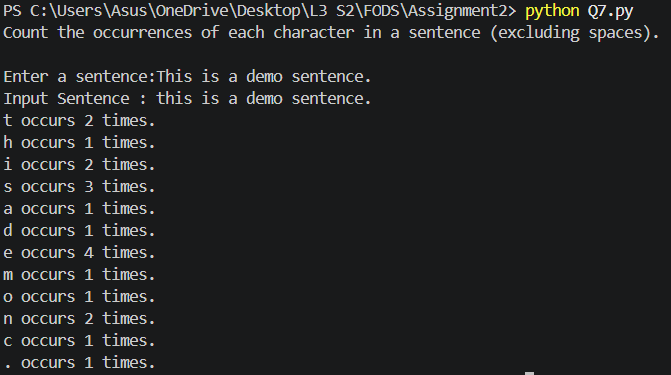 PS C:\Users\Asus\OneDrive\Desktop\L3 S2\FODS\Assignment2> python Q7.py
Count the occurrences of each character in a sentence (excluding spaces).
Enter a sentence:This is a demo sentence.
Input Sentence : this is a demo sentence.
t occurs 2 times.
h occurs 1 times.
i occurs 2 times.
s occurs 3 times.
a occurs 1 times.
d occurs 1 times.
e occurs 4 times.
m occurs 1 times.
o occurs 1 times.
n occurs 2 times.
c occurs 1 times.
. occurs 1 times.